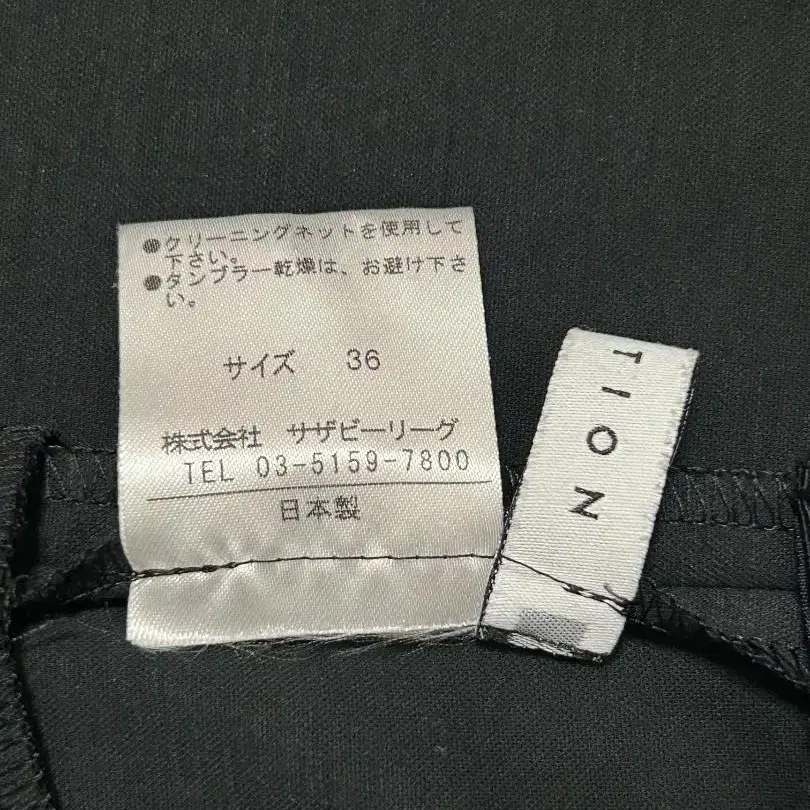 ●クリーニングネットを使用して
下さい。
●タンブラー乾燥は、お避け下さ
い。
サイズ 36
株式会社 サザビーリーグ
TEL 03-5159-7800
日本製
TION